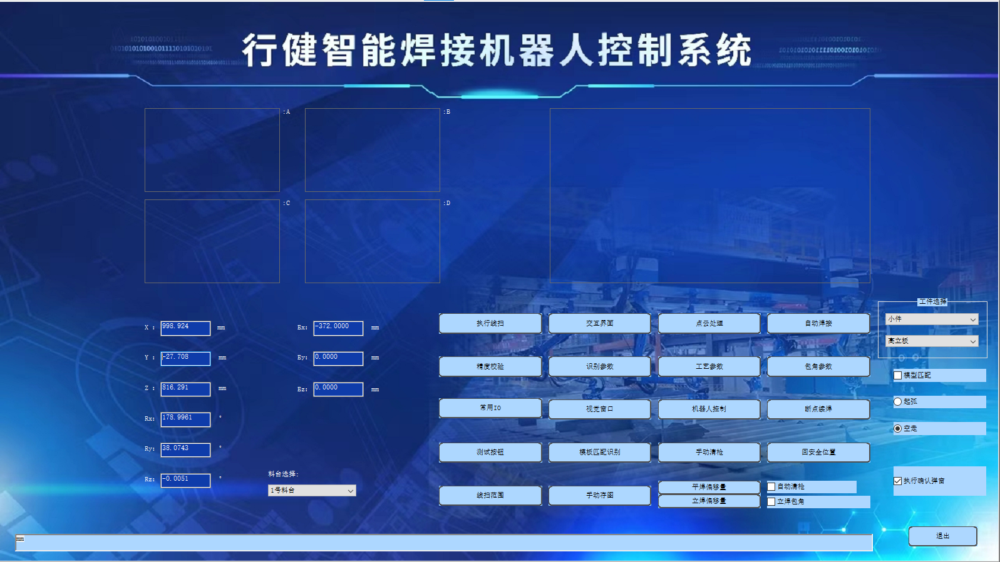 行健智能焊接机器人控制系统
:A
:B
:C
:D
X : 998.924 mm
Ex: -372.0000 mm
Y : -27.708 mm
Ey: 0.0000 mm
Z : 816.291 mm
Ez: 0.0000 mm
Rx: 178.9961 °
Ry: 38.0743 °
Rz: -0.0051 °
料台选择:
1号料台
执行线扫 交互界面 点云处理 自动焊接
精度校验 识别参数 工艺参数 包角参数
常用IO 视觉窗口 机器人控制 断点续焊
测试按钮 模板匹配识别 手动清枪 回安全位置
线扫范围 手动存图 平焊偏移量 自动清枪
立焊偏移量 立焊包角
工件选择
小件
高立板
模型匹配
起弧
空走
执行确认弹窗
mm
退出